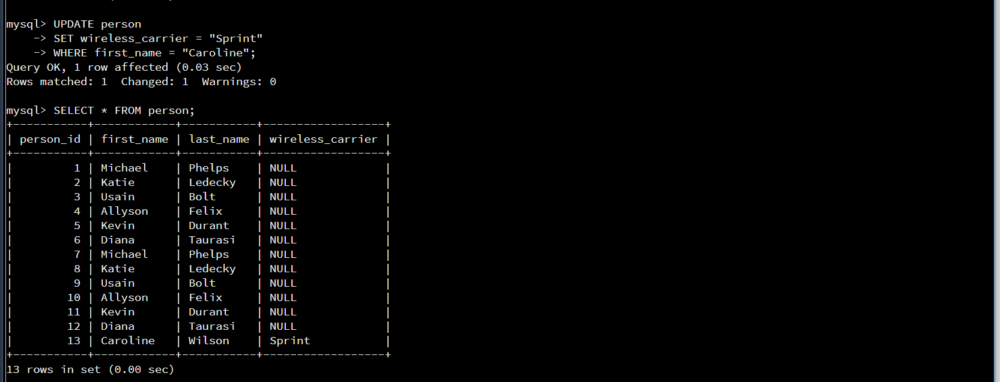 mysql> UPDATE person
    -> SET wireless_carrier = "Sprint"
    -> WHERE first_name = "Caroline";
Query OK, 1 row affected (0.03 sec)
Rows matched: 1  Changed: 1  Warnings: 0

mysql> SELECT * FROM person;
+-----------+------------+-----------+------------------+
| person_id | first_name | last_name | wireless_carrier |
+-----------+------------+-----------+------------------+
|         1 | Michael    | Phelps    | NULL             |
|         2 | Katie      | Ledecky   | NULL             |
|         3 | Usain      | Bolt      | NULL             |
|         4 | Allyson    | Felix     | NULL             |
|         5 | Kevin      | Durant    | NULL             |
|         6 | Diana      | Taurasi   | NULL             |
|         7 | Michael    | Phelps    | NULL             |
|         8 | Katie      | Ledecky   | NULL             |
|         9 | Usain      | Bolt      | NULL             |
|        10 | Allyson    | Felix     | NULL             |
|        11 | Kevin      | Durant    | NULL             |
|        12 | Diana      | Taurasi   | NULL             |
|        13 | Caroline   | Wilson    | Sprint           |
+-----------+------------+-----------+------------------+
13 rows in set (0.00 sec)